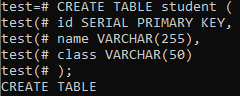 test=# CREATE TABLE student (
test(# id SERIAL PRIMARY KEY,
test(# name VARCHAR(255),
test(# class VARCHAR(50)
test(# );
CREATE TABLE